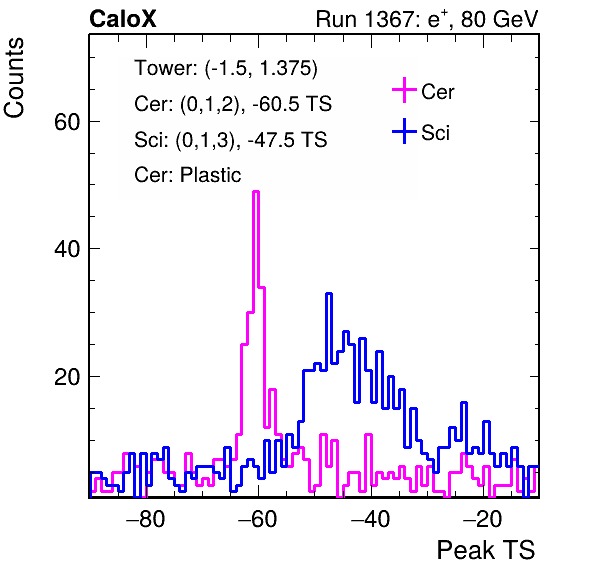 CaloX Run 1367: e+, 80 GeV
Counts
Tower: (-1.5, 1.375)
Cer: (0,1,2), -60.5 TS
Sci: (0,1,3), -47.5 TS
Cer: Plastic
Cer
Sci
60
40
20
−80 −60 −40 −20
Peak TS